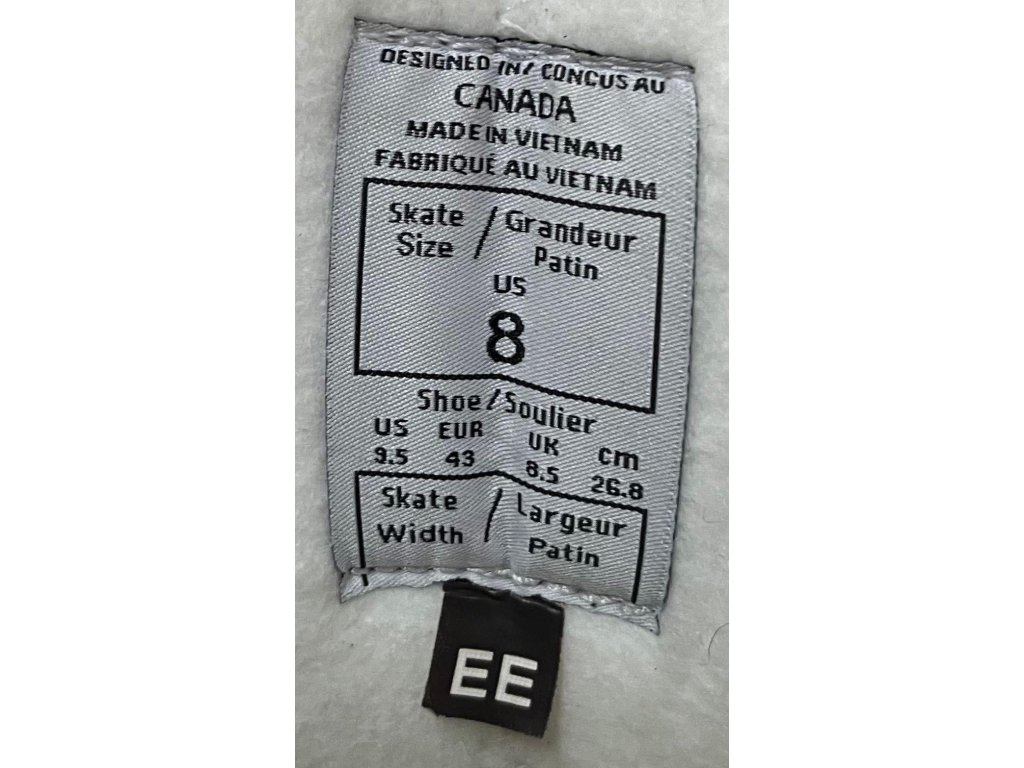 DESIGNED IN/ CONCUS AU
CANADA
MADE IN VIETNAM
FABRIQUÉ AU VIETNAM
Skate / Grandeur
Size Patin
US
8
Shoe/Soulier
US EUR UK cm
9.5 43 8.5 26.8
Skate / Largeur
Width Patin
EE